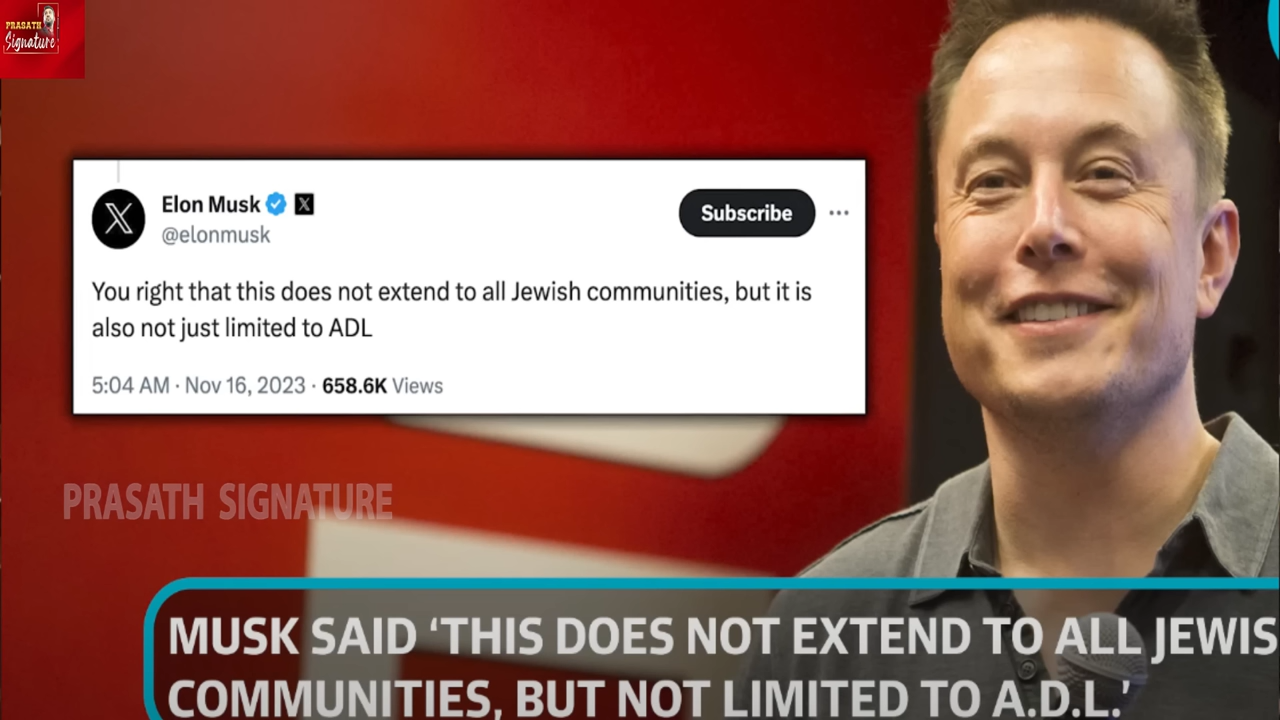 PRASATH
Signature
Elon Musk
@elonmusk
Subscribe
You right that this does not extend to all Jewish communities, but it is
also not just limited to ADL
5:04 AM · Nov 16, 2023 · 658.6K Views
PRASATH SIGNATURE
MUSK SAID ‘THIS DOES NOT EXTEND TO ALL JEWIS
COMMUNITIES, BUT NOT LIMITED TO A.D.L.’